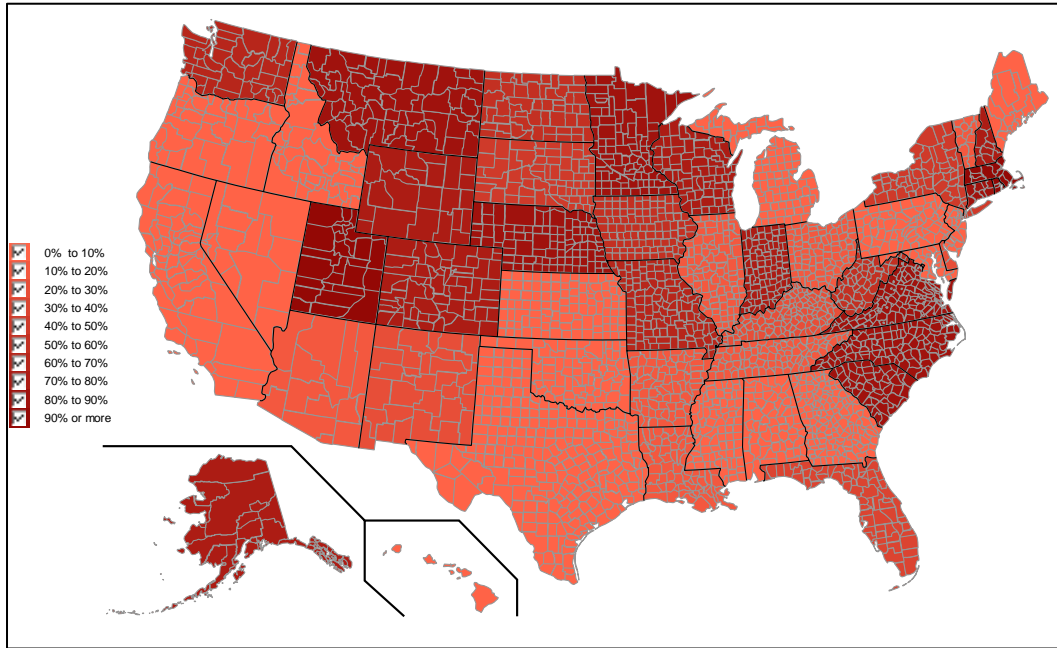 0% to 10%
10% to 20%
20% to 30%
30% to 40%
40% to 50%
50% to 60%
60% to 70%
70% to 80%
80% to 90%
90% or more